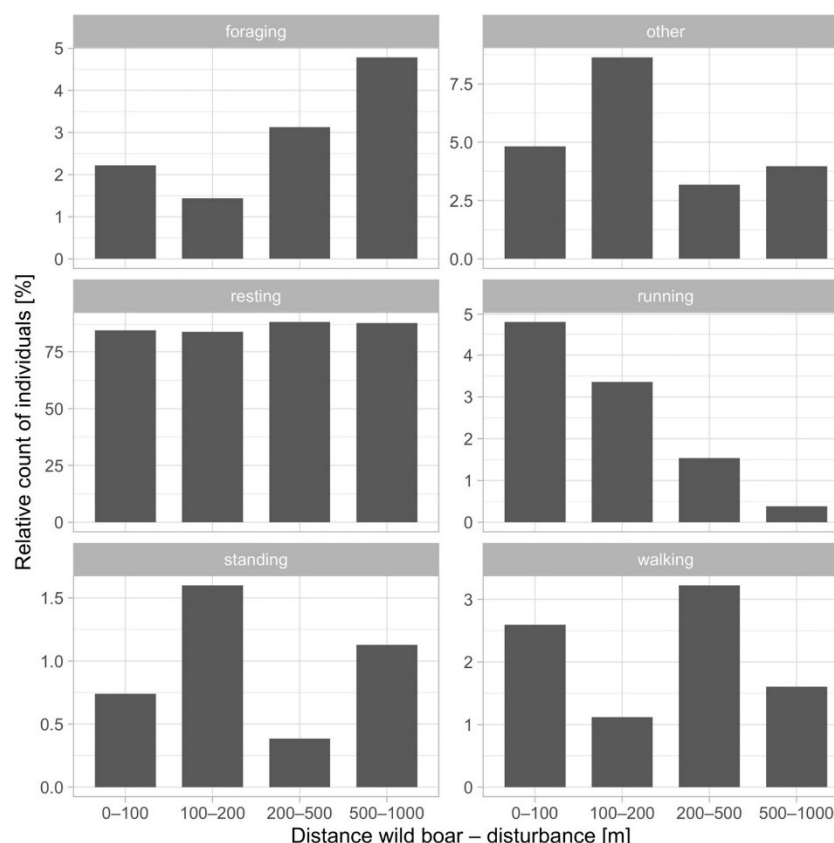 foraging
other
5
4
3
2
1
0
7.5
5.0
2.5
0.0
resting
running
75
50
25
0
5
4
3
2
1
0
standing
walking
1.5
1.0
0.5
0.0
3
2
1
0
0–100 100–200 200–500 500–1000
0–100 100–200 200–500 500–1000
Relative count of individuals [%]
Distance wild boar – disturbance [m]